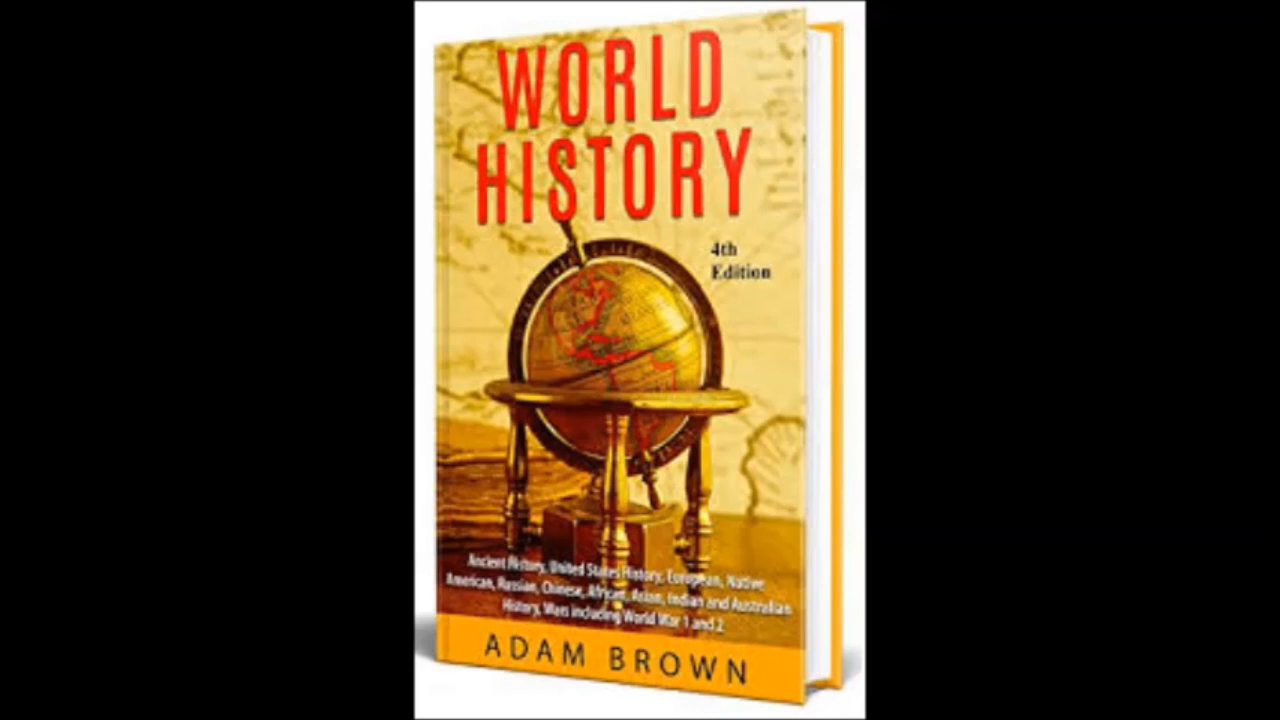 WORLD
HISTORY
4th
Edition
Ancient History, United States History, European, Native
American, Russian, Chinese, African, Asian, Indian and Australian
History, Wars including World War 1 and 2
ADAM BROWN